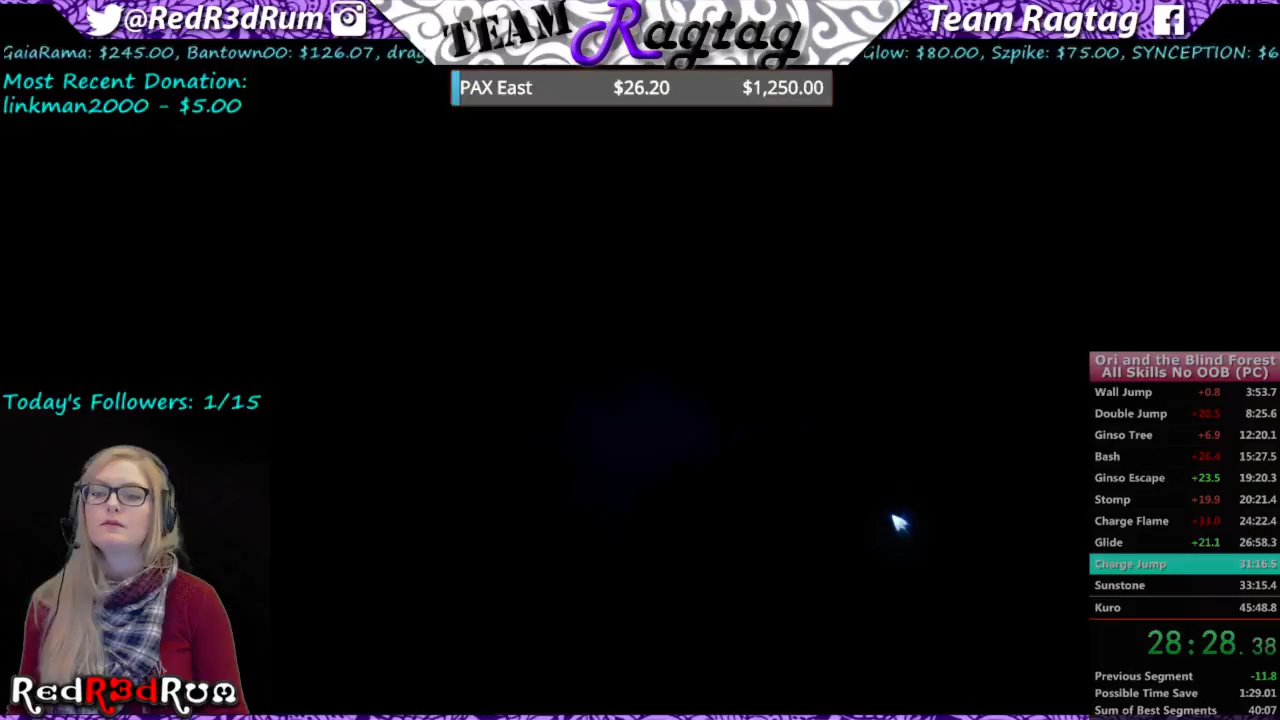 @RedR3dRum
TEAM Ragtag
Team Ragtag
GaiaRama: $245.00, Bantown00: $126.07, drag
Glow: $80.00, Szpike: $75.00, SYNCEPTION: $6
Most Recent Donation:
linkman2000 - $5.00
PAX East $26.20 $1,250.00
Today's Followers: 1/15
RedR3dRum
Ori and the Blind Forest
All Skills No OOB (PC)
Wall Jump +0.8 3:53.7
Double Jump +20.5 8:25.6
Ginso Tree +6.9 12:20.1
Bash +26.4 15:27.5
Ginso Escape +23.5 19:20.3
Stomp +19.9 20:21.4
Charge Flame +33.0 24:22.4
Glide +21.1 26:58.3
Charge Jump 31:16.5
Sunstone 33:15.4
Kuro 45:48.8
28:28.38
Previous Segment -11.8
Possible Time Save 1:29.01
Sum of Best Segments 40:07